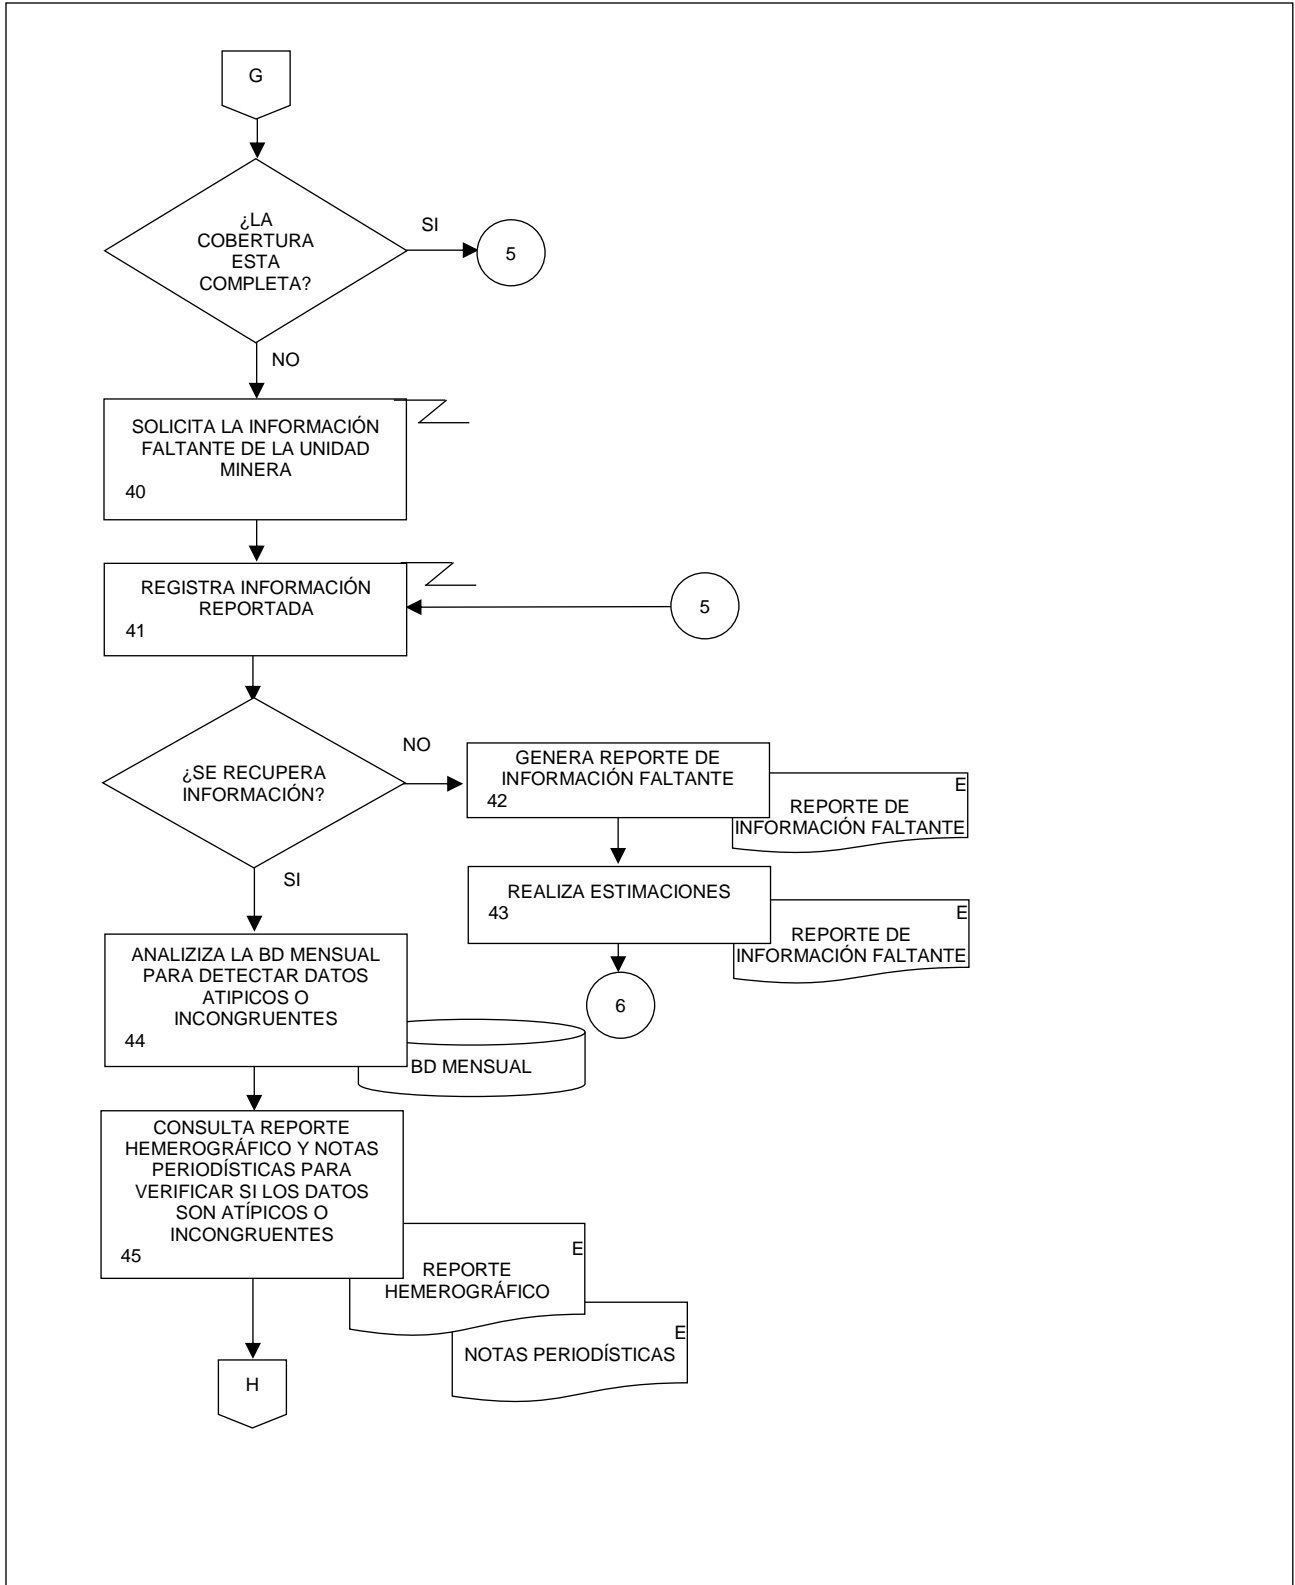 G
¿LA
COBERTURA
ESTA
COMPLETA?
SI
5
NO
SOLICITA LA INFORMACIÓN
FALTANTE DE LA UNIDAD
MINERA
40
REGISTRA INFORMACIÓN
REPORTADA
41
5
¿SE RECUPERA
INFORMACIÓN?
NO
GENERA REPORTE DE
INFORMACIÓN FALTANTE
42
E
REPORTE DE
INFORMACIÓN FALTANTE
SI
REALIZA ESTIMACIONES
43
E
REPORTE DE
INFORMACIÓN FALTANTE
6
ANALIZIZA LA BD MENSUAL
PARA DETECTAR DATOS
ATIPICOS O
INCONGRUENTES
44
BD MENSUAL
CONSULTA REPORTE
HEMEROGRÁFICO Y NOTAS
PERIODÍSTICAS PARA
VERIFICAR SI LOS DATOS
SON ATÍPICOS O
INCONGRUENTES
45
E
REPORTE
HEMEROGRÁFICO
E
NOTAS PERIODÍSTICAS
H